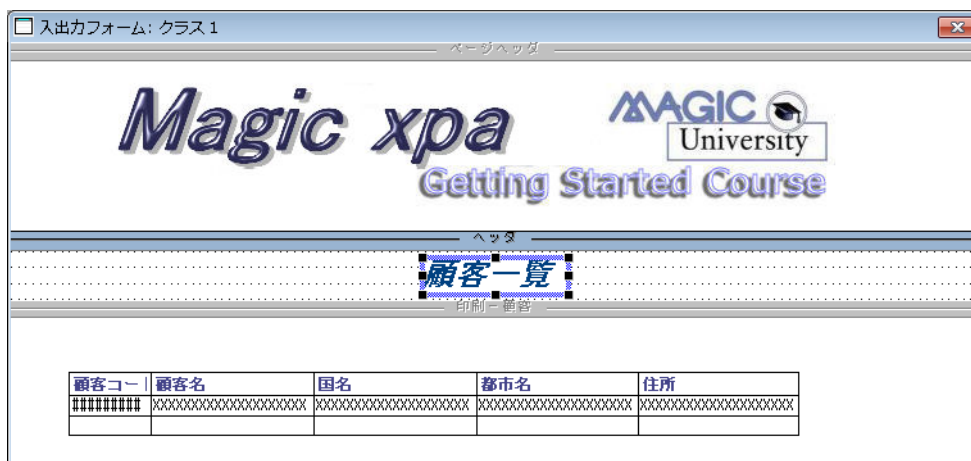 入出力フォーム: クラス1
ページヘッダ
Magic xpa
MAGIC
University
Getting Started Course
ヘッダ
顧客一覧
印刷-顧客
顧客コー 顧客名 国名 都市名 住所
######### XXXXXXXXXXXXXXXXXXXX XXXXXXXXXXXXXXXXXXXX XXXXXXXXXXXXXXXXXXXX XXXXXXXXXXXXXXXXXXXX